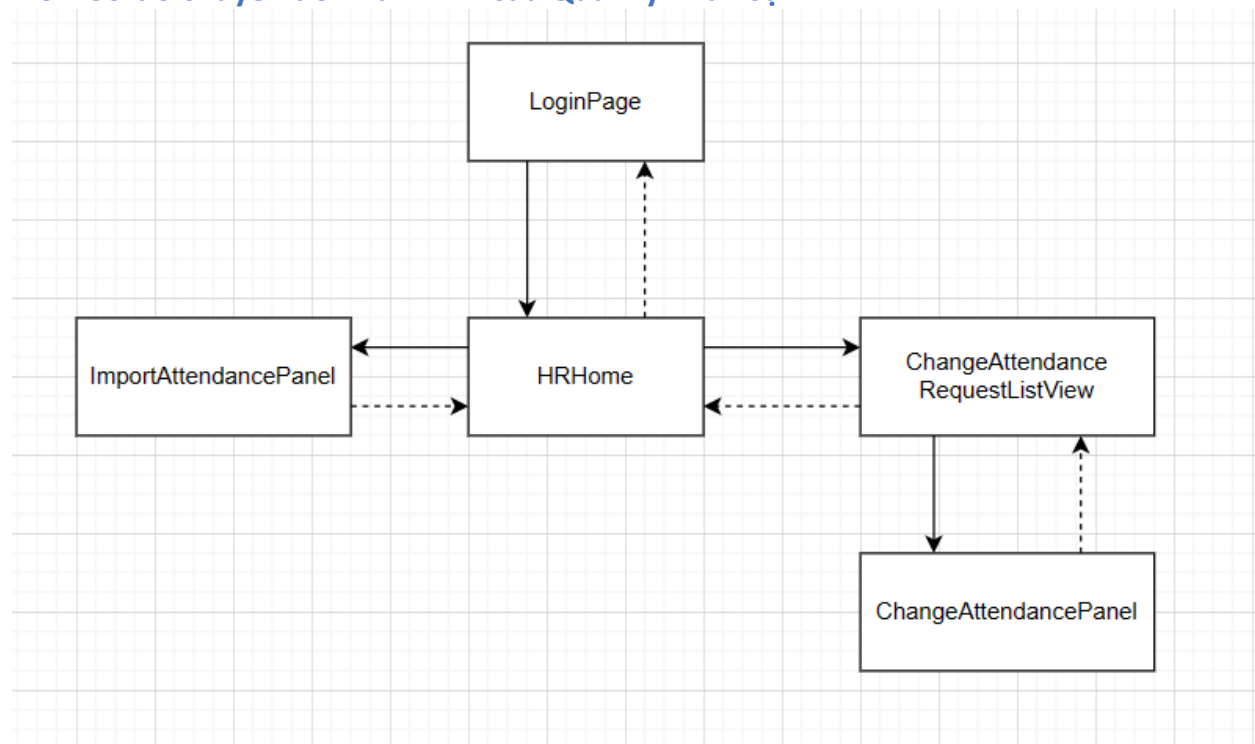 LoginPage
ImportAttendancePanel
HRHome
ChangeAttendance
RequestListView
ChangeAttendancePanel